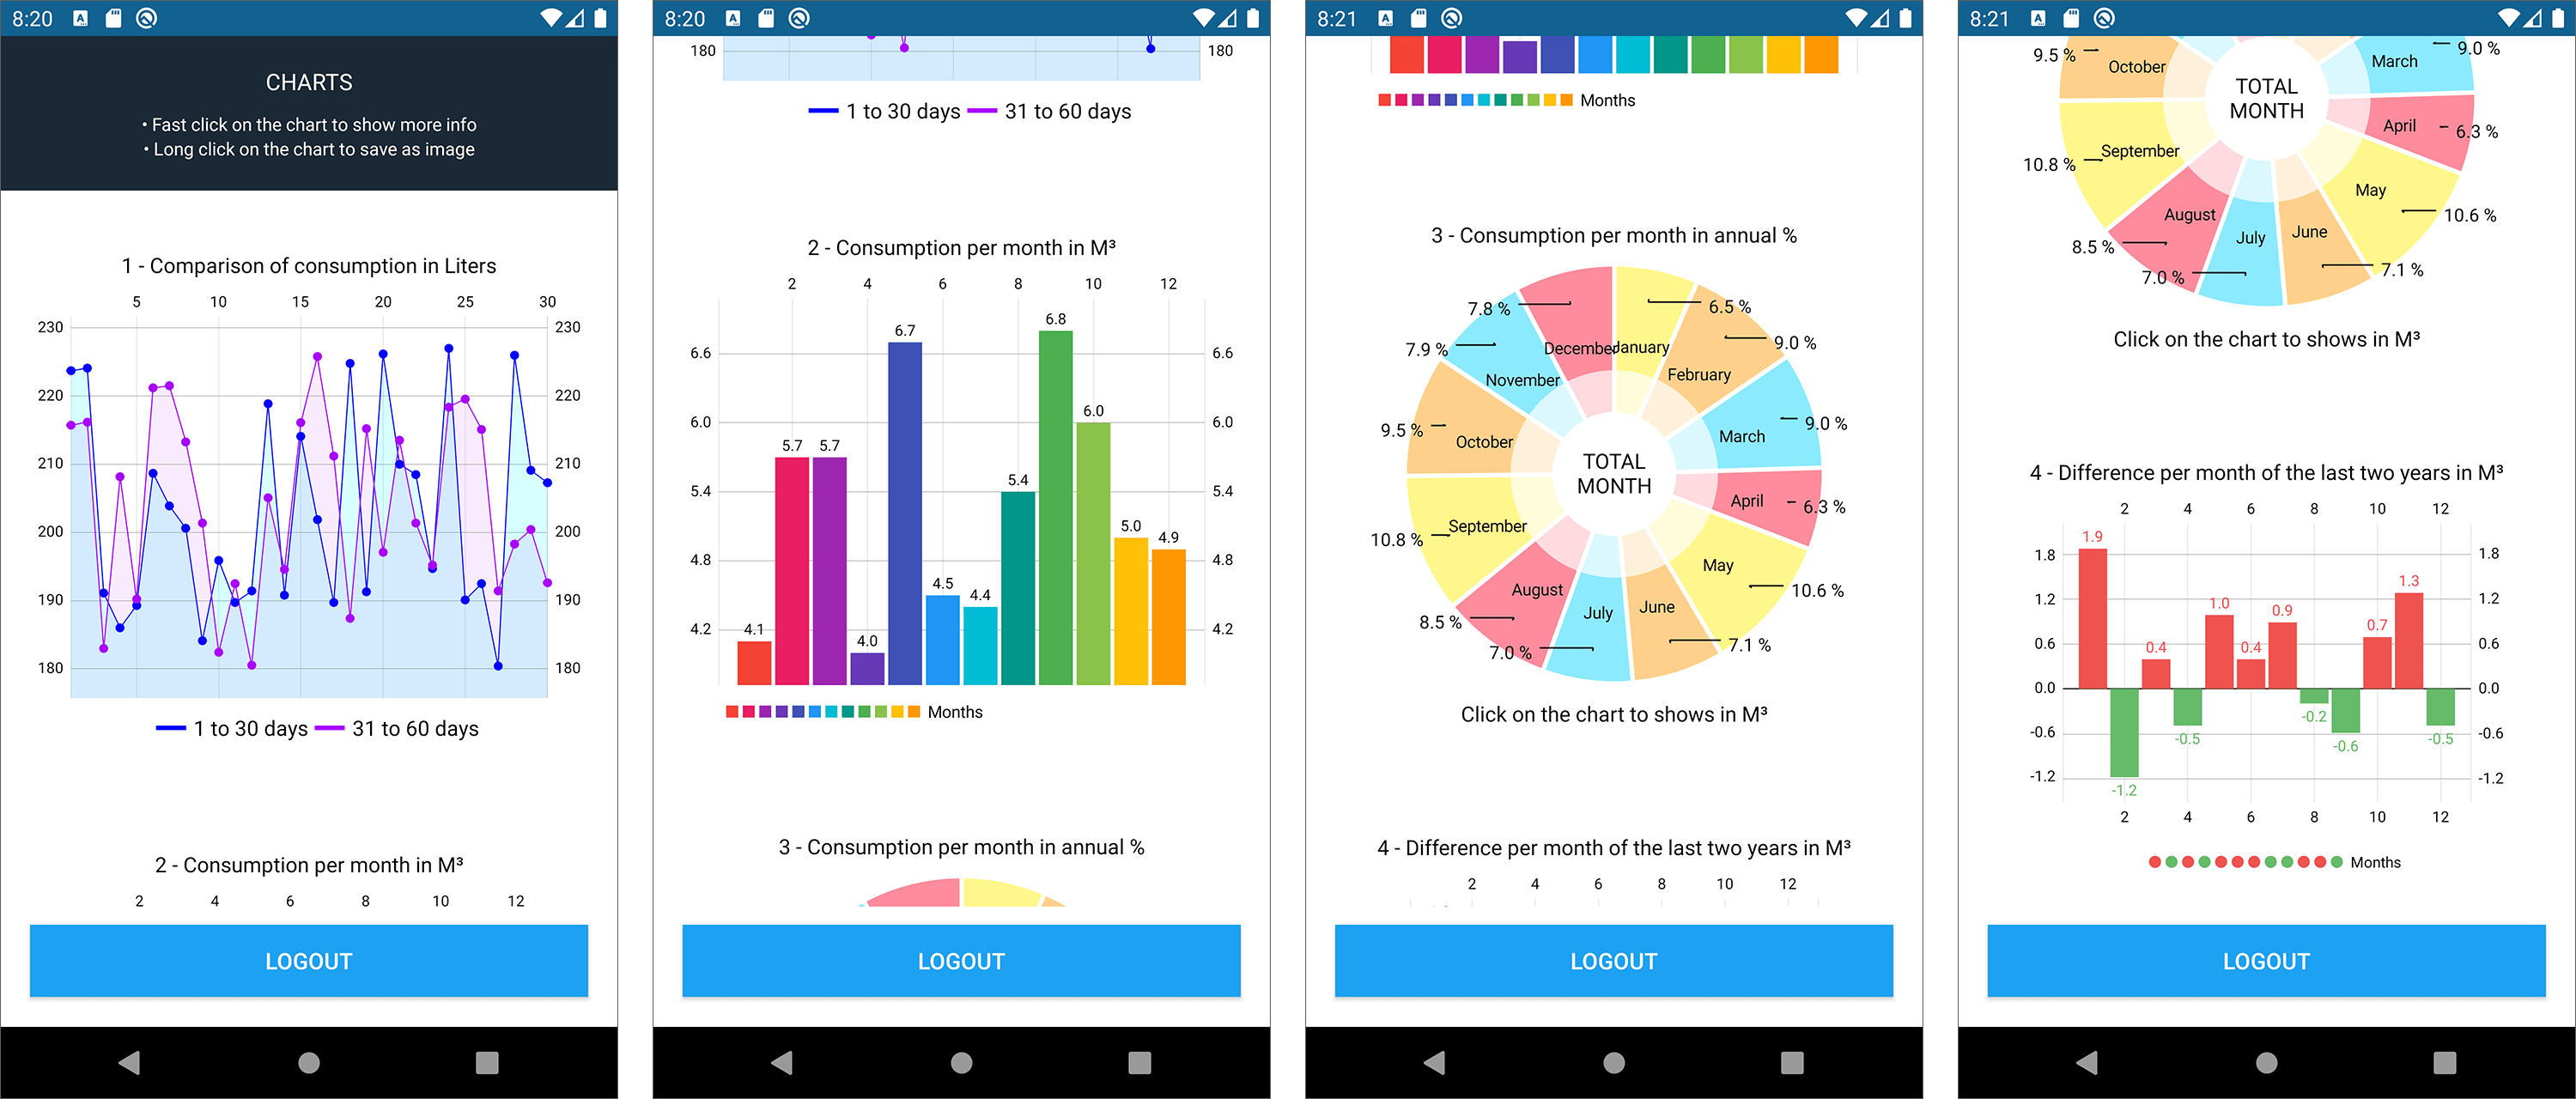 8:20
CHARTS
• Fast click on the chart to show more info
• Long click on the chart to save as image
1 - Comparison of consumption in Liters
5 10 15 20 25 30
230 230
220 220
210 210
200 200
190 190
180 180
1 to 30 days 31 to 60 days
2 - Consumption per month in M³
2 4 6 8 10 12
LOGOUT
8:20
180 180
1 to 30 days 31 to 60 days
2 - Consumption per month in M³
2 4 6 8 10 12
6.8
6.7
6.6 6.6
6.0
6.0 6.0
5.7 5.7
5.4
5.4 5.4
5.0
4.9
4.8 4.8
4.5
4.4
4.2 4.2
4.1
4.0
Months
3 - Consumption per month in annual %
LOGOUT
8:21
Months
3 - Consumption per month in annual %
7.8 % 6.5 %
7.9 % December January 9.0 %
November February
9.5 % October March 9.0 %
TOTAL
MONTH
April 6.3 %
10.8 % September
May 10.6 %
August July June
8.5 %
7.0 % 7.1 %
Click on the chart to shows in M³
4 - Difference per month of the last two years in M³
2 4 6 8 10 12
LOGOUT
8:21
9.5 % October March 9.0 %
TOTAL
MONTH
April 6.3 %
10.8 % September
May 10.6 %
August July June
8.5 %
7.0 % 7.1 %
Click on the chart to shows in M³
4 - Difference per month of the last two years in M³
2 4 6 8 10 12
1.9
1.8 1.8
1.3
1.2 1.2
1.0
0.9
0.7
0.6 0.6
0.4 0.4
0.0 0.0
-0.2
-0.5 -0.5
-0.6 -0.6
-0.6
-1.2 -1.2
-1.2
2 4 6 8 10 12
Months
LOGOUT